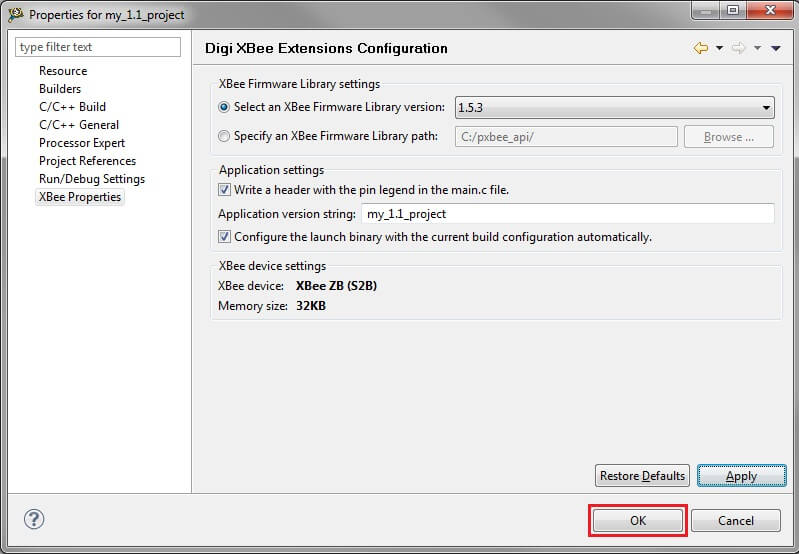 Properties for my_1.1_project
type filter text
Resource
Builders
C/C++ Build
C/C++ General
Processor Expert
Project References
Run/Debug Settings
XBee Properties
Digi XBee Extensions Configuration
XBee Firmware Library settings
Select an XBee Firmware Library version: 1.5.3
Specify an XBee Firmware Library path: C:/pxbee_api/ Browse ...
Application settings
Write a header with the pin legend in the main.c file.
Application version string: my_1.1_project
Configure the launch binary with the current build configuration automatically.
XBee device settings
XBee device: XBee ZB (S2B)
Memory size: 32KB
Restore Defaults Apply
? OK Cancel